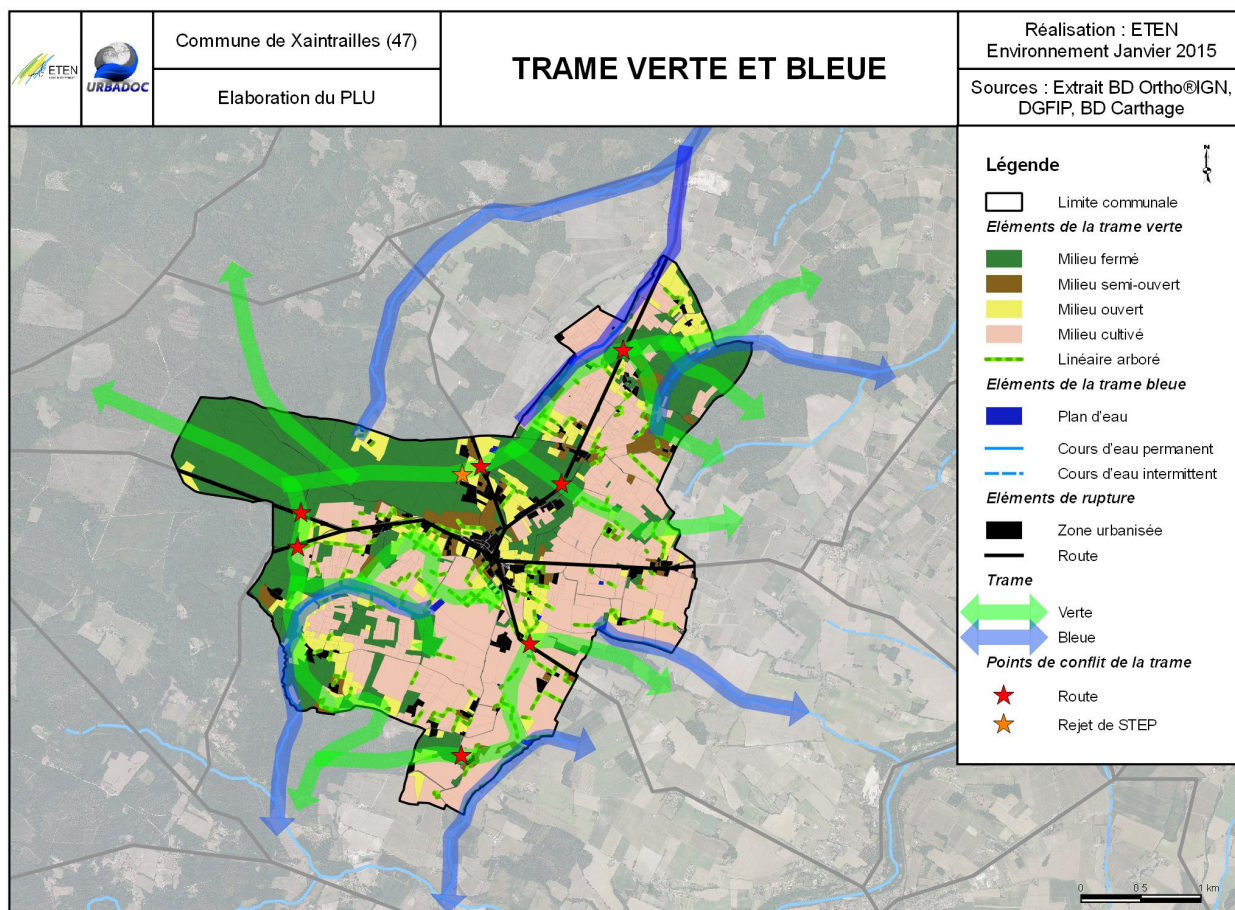 ETEN
URBADOC
Commune de Xaintrailles (47)
Elaboration du PLU
TRAME VERTE ET BLEUE
Réalisation : ETEN
Environnement Janvier 2015
Sources : Extrait BD Ortho®IGN,
DGFIP, BD Carthage
Légende
N
Limite communale
Eléments de la trame verte
Milieu fermé
Milieu semi-ouvert
Milieu ouvert
Milieu cultivé
Linéaire arboré
Eléments de la trame bleue
Plan d'eau
Cours d'eau permanent
Cours d'eau intermittent
Eléments de rupture
Zone urbanisée
Route
Trame
Verte
Bleue
Points de conflit de la trame
Route
Rejet de STEP
0 0.5 1 km